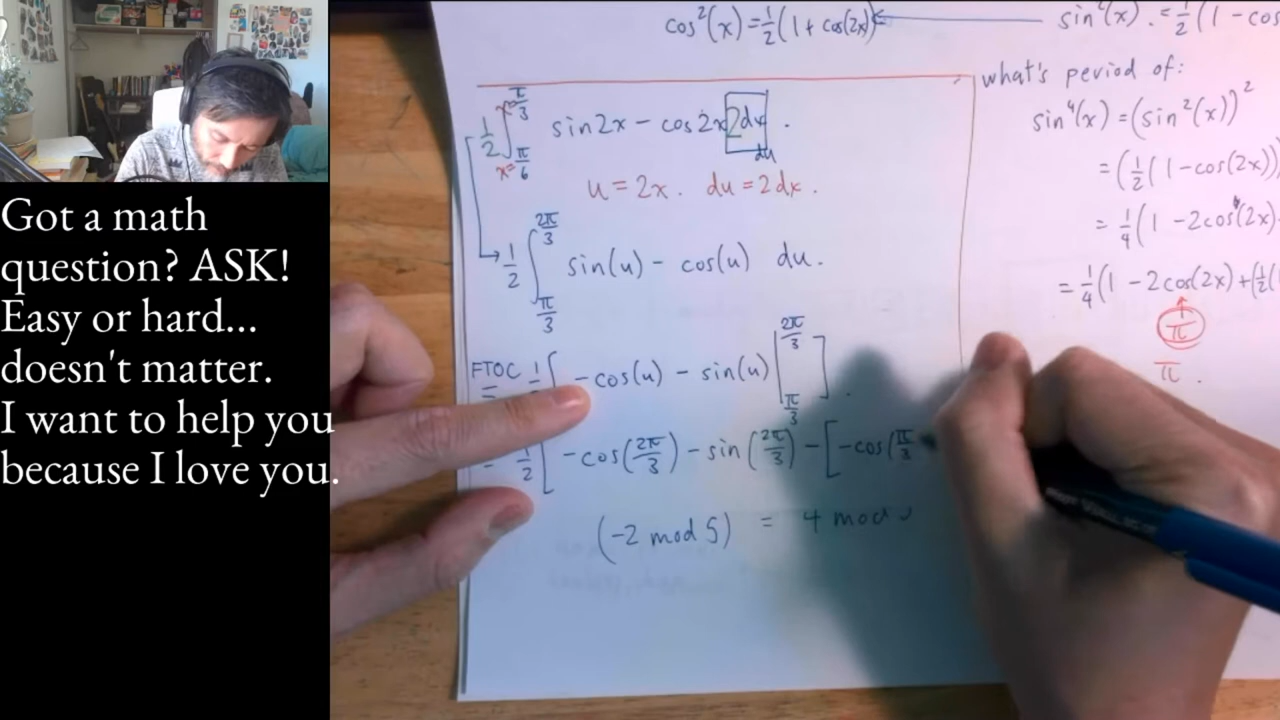 Got a math
question? ASK!
Easy or hard...
doesn't matter.
I want to help you
because I love you.
cos²(x) = 1/2 (1 + cos(2x)) ← sin²(x) . = 1/2 (1 - cos
1/2 ∫_{x=π/6}^{x=π/3} sin2x - cos2x 2dx .
du
u = 2x . du = 2dx .
1/2 ∫_{π/3}^{2π/3} sin(u) - cos(u) du .
FTOC = 1/2 [ -cos(u) - sin(u) |_{π/3}^{2π/3} ] .
= 1/2 [ -cos(2π/3) - sin(2π/3) - [ -cos(π/3
(-2 mod 5) = 4 mod
what's period of:
sin⁴(x) = (sin²(x))²
= (1/2 (1 - cos(2x))
= 1/4 (1 - 2cos(2x)
= 1/4 (1 - 2cos(2x) + (1/2 (
π
π .